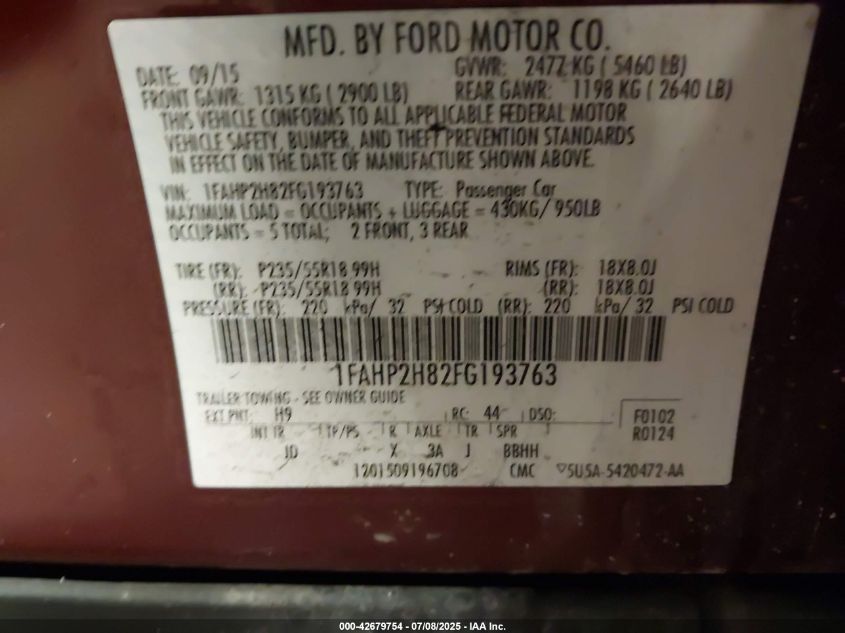 MFD. BY FORD MOTOR CO.
DATE: 09/15 GVWR: 2477 KG ( 5460 LB)
FRONT GAWR: 1315 KG ( 2900 LB) REAR GAWR: 1198 KG ( 2640 LB)
THIS VEHICLE CONFORMS TO ALL APPLICABLE FEDERAL MOTOR
VEHICLE SAFETY, BUMPER, AND THEFT PREVENTION STANDARDS
IN EFFECT ON THE DATE OF MANUFACTURE SHOWN ABOVE.
VIN: 1FAHP2H82FG193763 TYPE: Passenger Car
MAXIMUM LOAD = OCCUPANTS + LUGGAGE = 430KG/ 950LB
OCCUPANTS = 5 TOTAL; 2 FRONT, 3 REAR
TIRE (FR): P235/55R18 99H RIMS (FR): 18X8.0J
(RR): P235/55R18 99H (RR): 18X8.0J
PRESSURE (FR): 220 kPa/ 32 PSI COLD (RR): 220 kPa/ 32 PSI COLD
1FAHP2H82FG193763
TRAILER TOWING - SEE OWNER GUIDE
EXT PNT: H9 RC: 44 DSO: F0102
INT TR TP/PS R AXLE TR SPR R0124
JD X 3A J BBHH
1201509196708 CMC 5U5A-5420472-AA
000-42679754 - 07/08/2025 - IAA Inc.